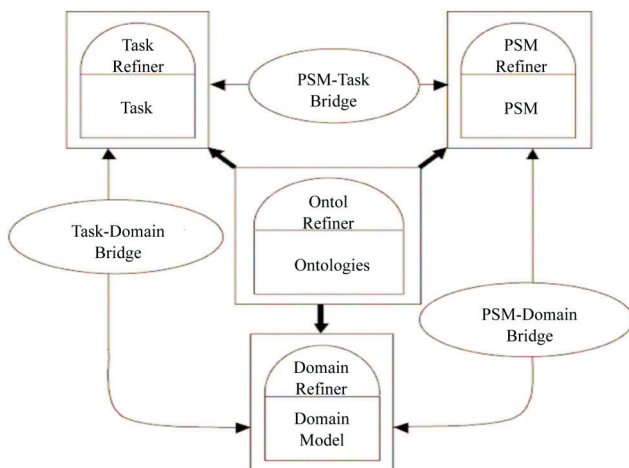 Task
Refiner
Task
PSM-Task
Bridge
PSM
Refiner
PSM
Ontol
Refiner
Ontologies
Task-Domain
Bridge
PSM-Domain
Bridge
Domain
Refiner
Domain
Model